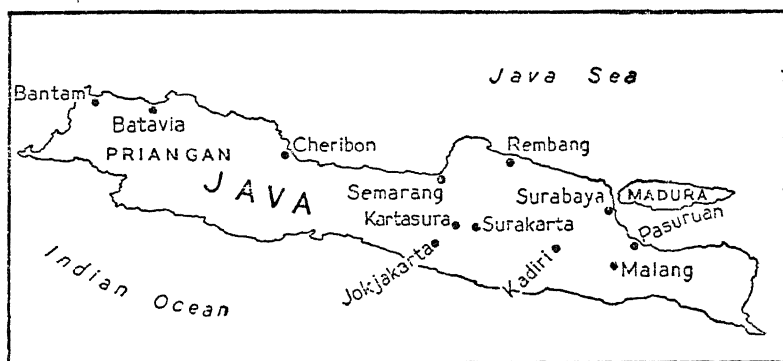 Java Sea
Bantam
Batavia
PRIANGAN
Cheribon
Rembang
JAVA
Semarang
Surabaya
MADURA
Kartasura
Surakarta
Pasuruan
Jokjakarta
Kadiri
Malang
Indian Ocean